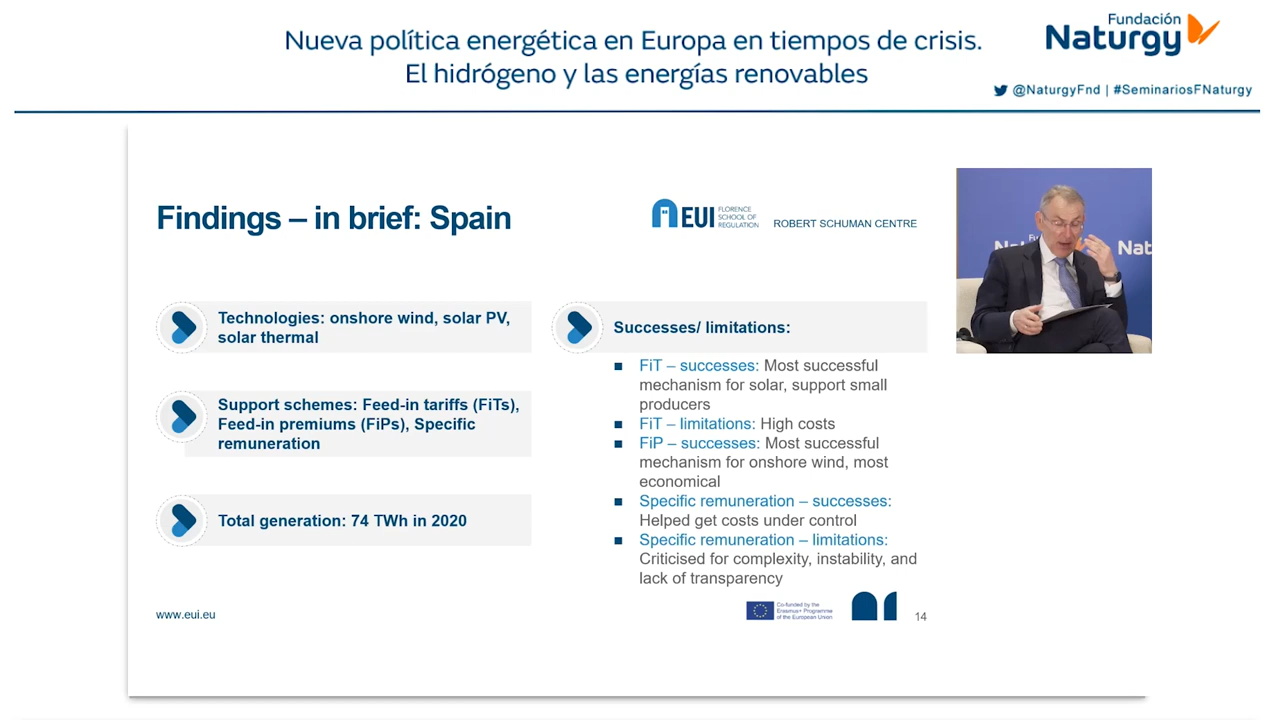 Nueva política energética en Europa en tiempos de crisis.
El hidrógeno y las energías renovables
Fundación
Naturgy
@NaturgyFnd | #SeminariosFNaturgy
Findings – in brief: Spain
EUI
FLORENCE
SCHOOL OF
REGULATION
ROBERT SCHUMAN CENTRE
Technologies: onshore wind, solar PV,
solar thermal
Support schemes: Feed-in tariffs (FiTs),
Feed-in premiums (FiPs), Specific
remuneration
Total generation: 74 TWh in 2020
Successes/ limitations:
FiT – successes: Most successful
mechanism for solar, support small
producers
FiT – limitations: High costs
FiP – successes: Most successful
mechanism for onshore wind, most
economical
Specific remuneration – successes:
Helped get costs under control
Specific remuneration – limitations:
Criticised for complexity, instability, and
lack of transparency
www.eui.eu
Co-funded by the
Erasmus+ Programme
of the European Union
14